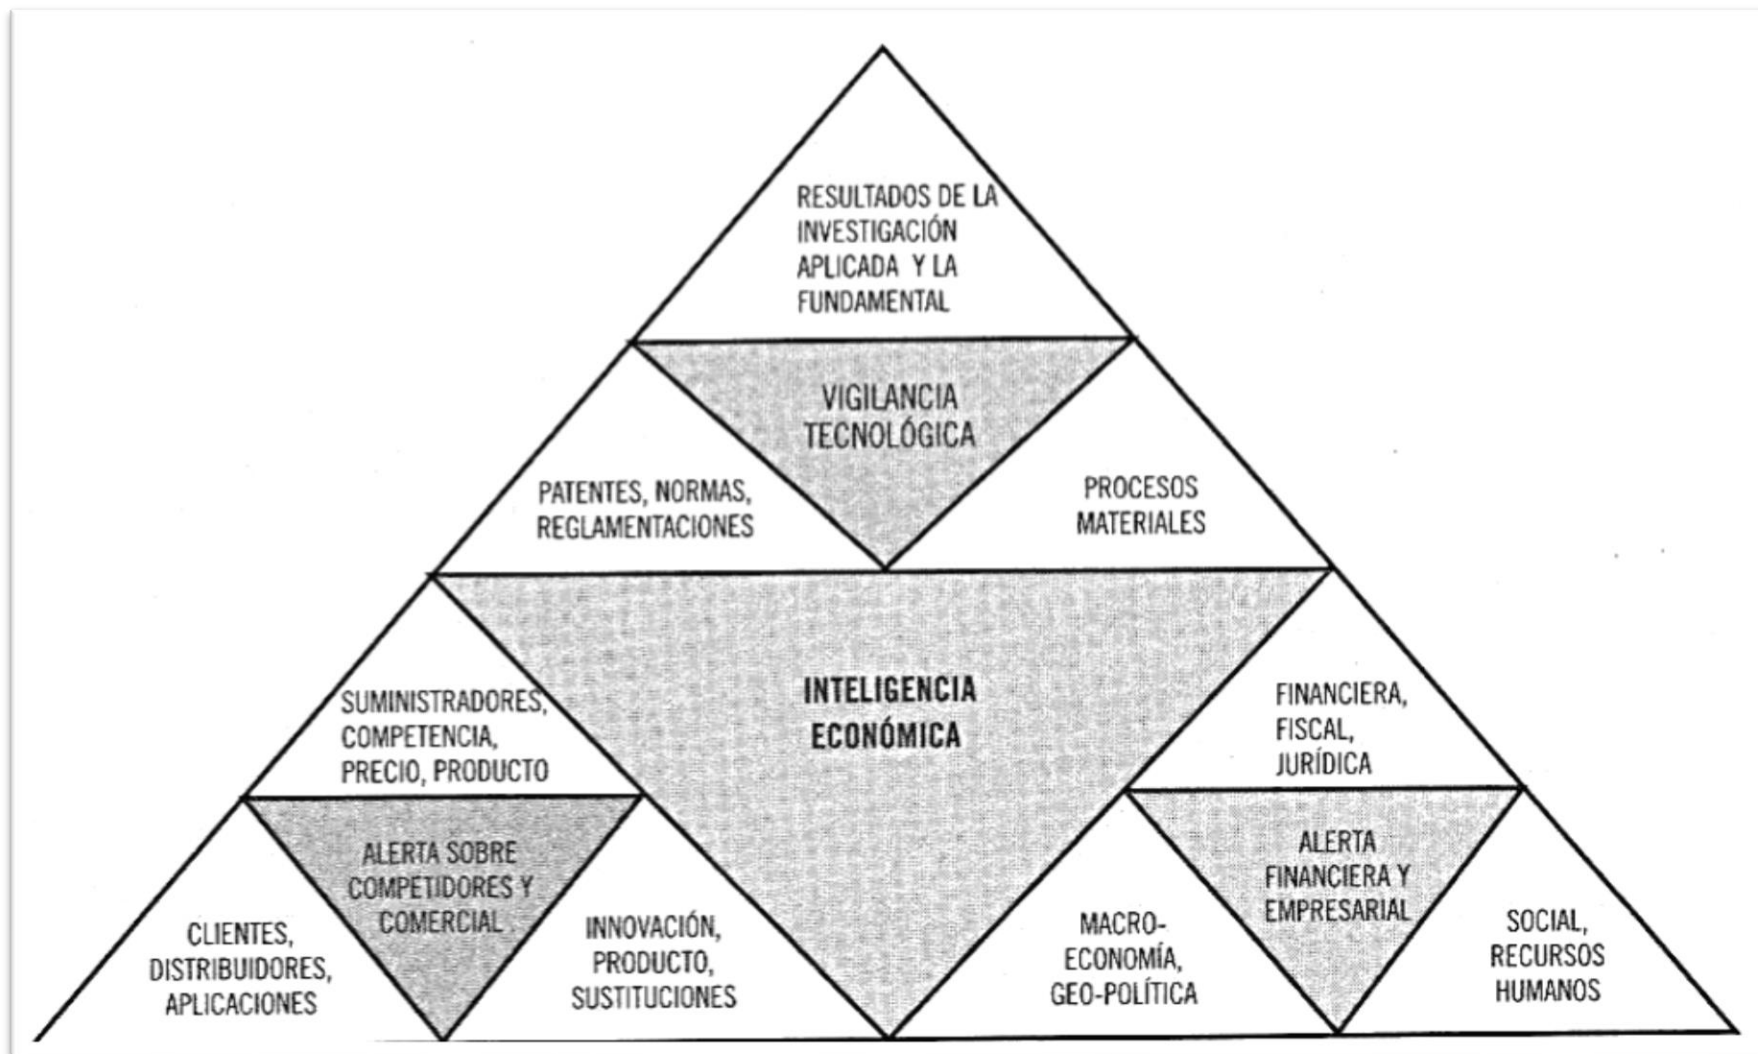 RESULTADOS DE LA
INVESTIGACIÓN
APLICADA Y LA
FUNDAMENTAL
VIGILANCIA
TECNOLÓGICA
PATENTES, NORMAS,
REGLAMENTACIONES
PROCESOS
MATERIALES
INTELIGENCIA
ECONÓMICA
SUMINISTRADORES,
COMPETENCIA,
PRECIO, PRODUCTO
FINANCIERA,
FISCAL,
JURÍDICA
ALERTA SOBRE
COMPETIDORES Y
COMERCIAL
ALERTA
FINANCIERA Y
EMPRESARIAL
CLIENTES,
DISTRIBUIDORES,
APLICACIONES
INNOVACIÓN,
PRODUCTO,
SUSTITUCIONES
MACRO-
ECONOMÍA,
GEO-POLÍTICA
SOCIAL,
RECURSOS
HUMANOS